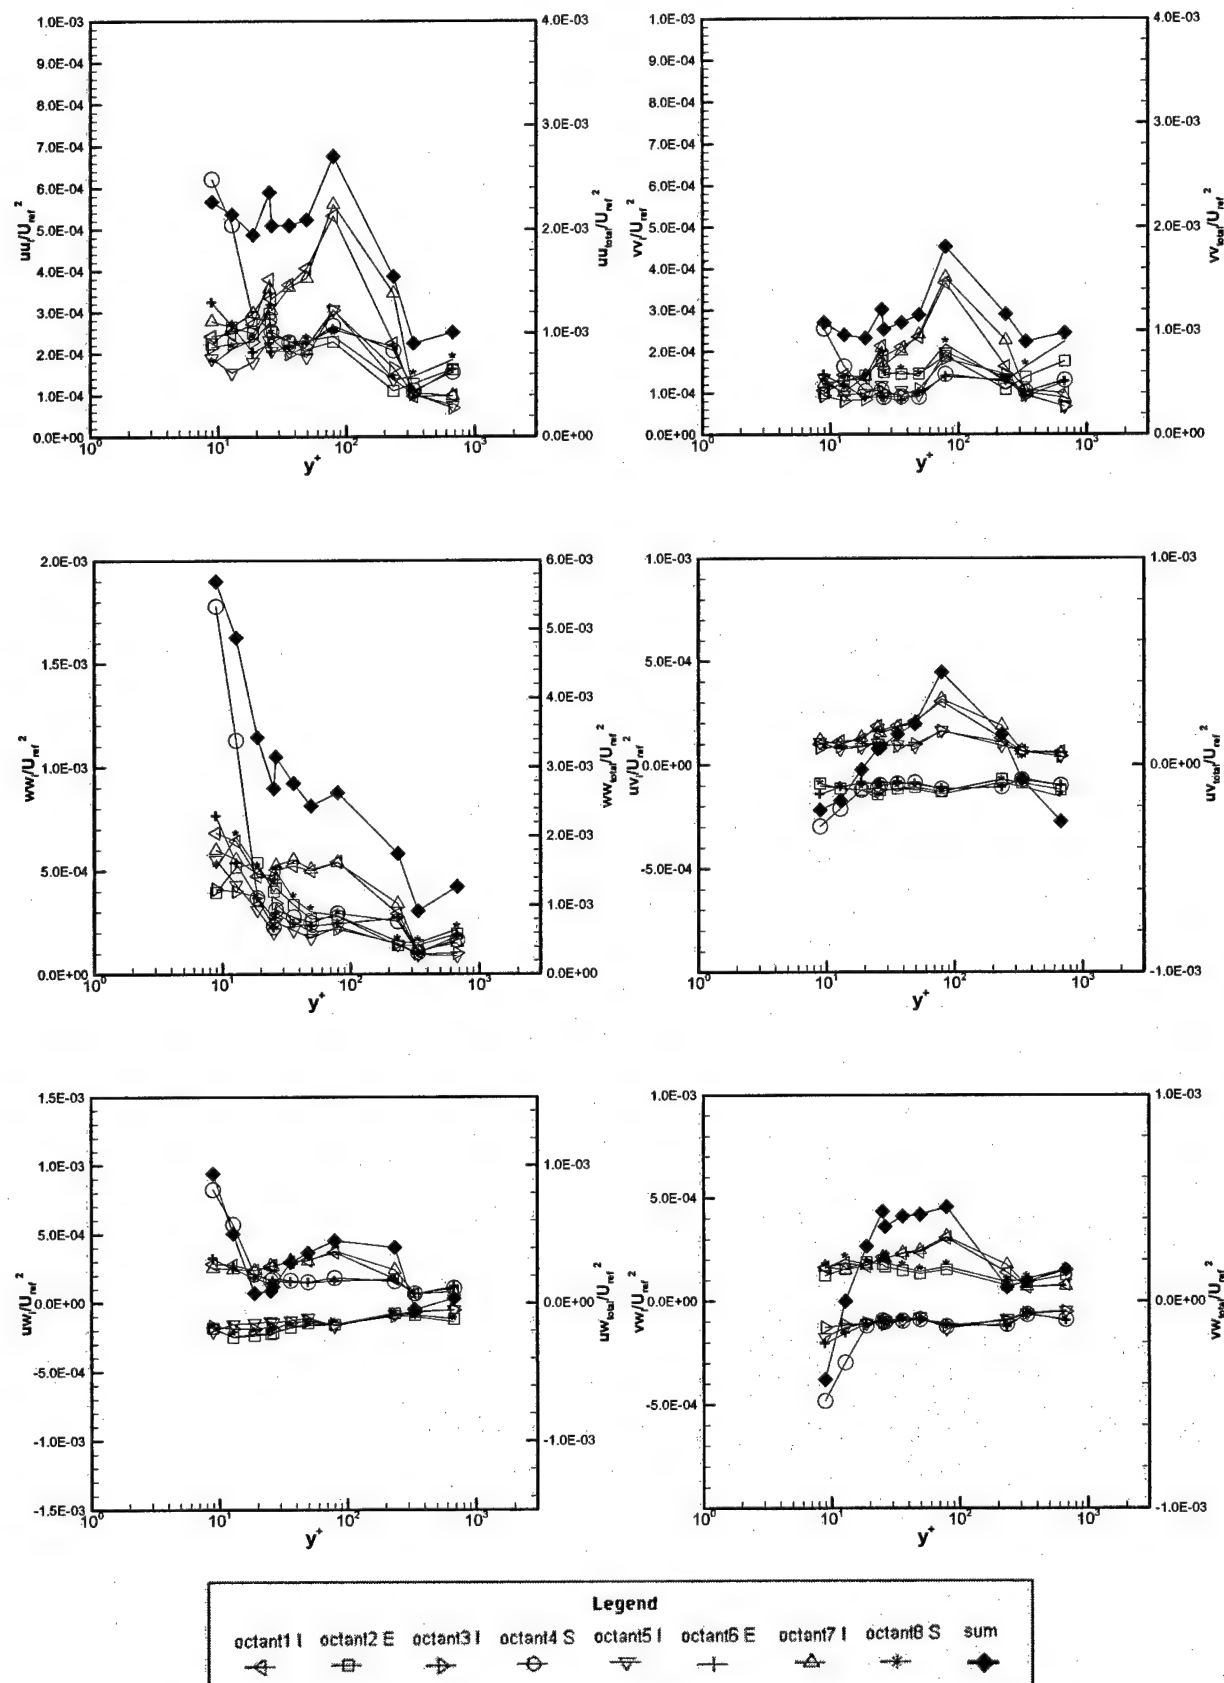 1.0E-03
9.0E-04
8.0E-04
7.0E-04
6.0E-04
5.0E-04
4.0E-04
3.0E-04
2.0E-04
1.0E-04
0.0E+00
uu_i/U_ref^2
10^0 10^1 10^2 10^3
y^+
4.0E-03
3.0E-03
2.0E-03
1.0E-03
0.0E+00
uu_total/U_ref^2
1.0E-03
9.0E-04
8.0E-04
7.0E-04
6.0E-04
5.0E-04
4.0E-04
3.0E-04
2.0E-04
1.0E-04
0.0E+00
vv_i/U_ref^2
10^0 10^1 10^2 10^3
y^+
4.0E-03
3.0E-03
2.0E-03
1.0E-03
0.0E+00
vv_total/U_ref^2
2.0E-03
1.5E-03
1.0E-03
5.0E-04
0.0E+00
ww_i/U_ref^2
10^0 10^1 10^2 10^3
y^+
6.0E-03
5.0E-03
4.0E-03
3.0E-03
2.0E-03
1.0E-03
0.0E+00
ww_total/U_ref^2
1.0E-03
5.0E-04
0.0E+00
-5.0E-04
uv_i/U_ref^2
10^0 10^1 10^2 10^3
y^+
1.0E-03
0.0E+00
-1.0E-03
uv_total/U_ref^2
1.5E-03
1.0E-03
5.0E-04
0.0E+00
-5.0E-04
-1.0E-03
-1.5E-03
uw_i/U_ref^2
10^0 10^1 10^2 10^3
y^+
1.0E-03
0.0E+00
-1.0E-03
uw_total/U_ref^2
1.0E-03
5.0E-04
0.0E+00
-5.0E-04
vw_i/U_ref^2
10^0 10^1 10^2 10^3
y^+
1.0E-03
0.0E+00
-1.0E-03
vw_total/U_ref^2
Legend
octant1 I octant2 E octant3 I octant4 S octant5 I octant6 E octant7 I octant8 S sum